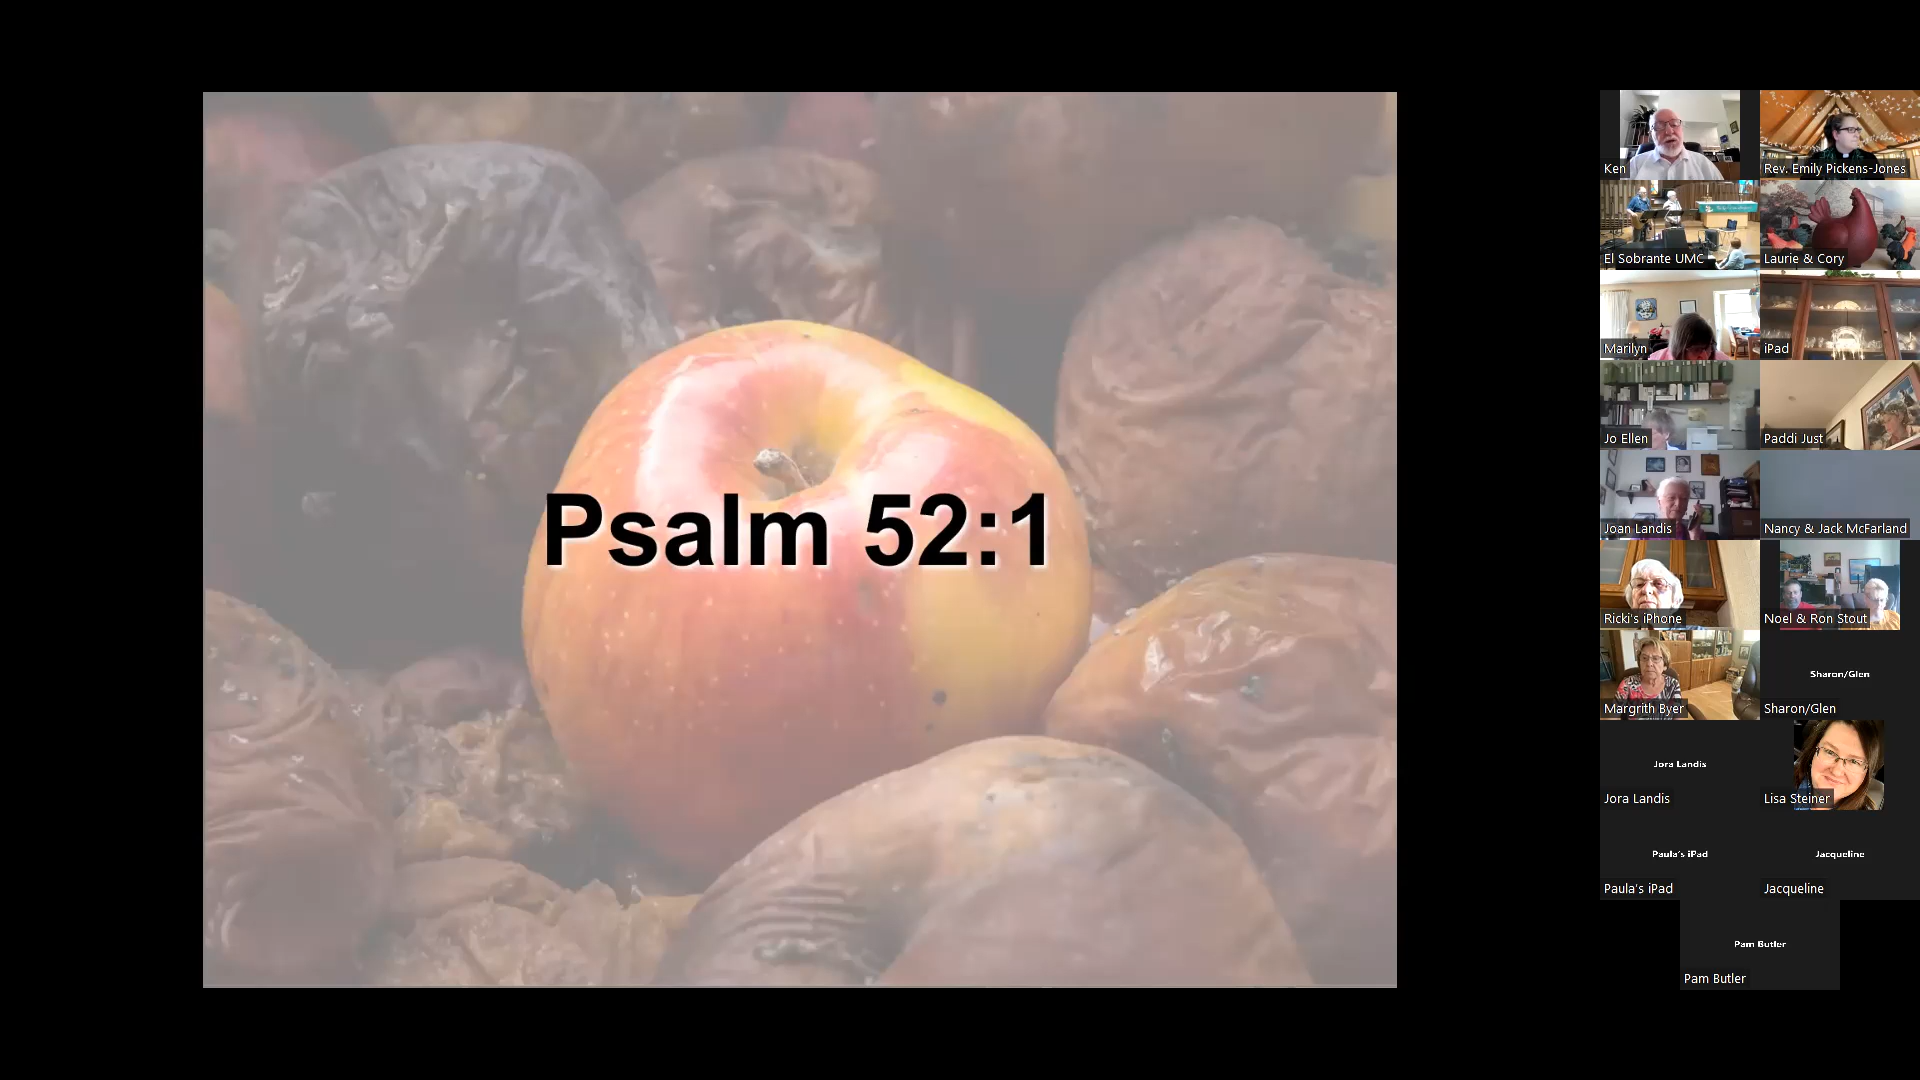 Psalm 52:1
Ken
Rev. Emily Pickens-Jones
El Sobrante UMC
Laurie & Cory
Marilyn
iPad
Jo Ellen
Paddi Just
Joan Landis
Nancy & Jack McFarland
Ricki's iPhone
Noel & Ron Stout
Margrith Byer
Sharon/Glen
Sharon/Glen
Jora Landis
Jora Landis
Lisa Steiner
Paula's iPad
Paula's iPad
Jacqueline
Jacqueline
Pam Butler
Pam Butler